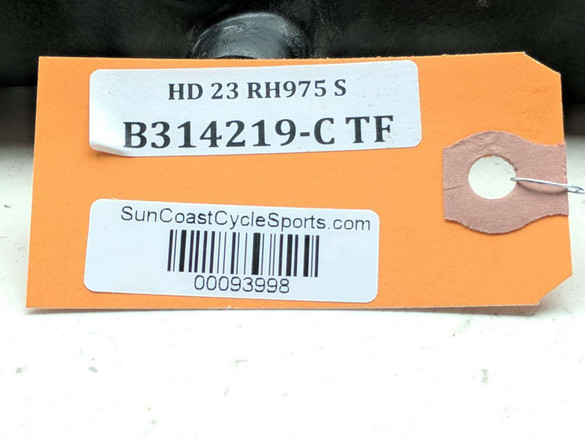 HD 23 RH975 S
B314219-C TF
SunCoastCycleSports.com
00093998